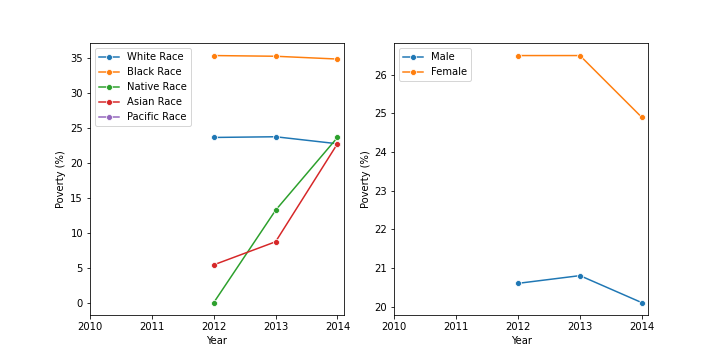 White Race
Black Race
Native Race
Asian Race
Pacific Race
35
30
25
20
15
10
5
0
Poverty (%)
2010 2011 2012 2013 2014
Year
Male
Female
26
25
24
23
22
21
20
Poverty (%)
2010 2011 2012 2013 2014
Year